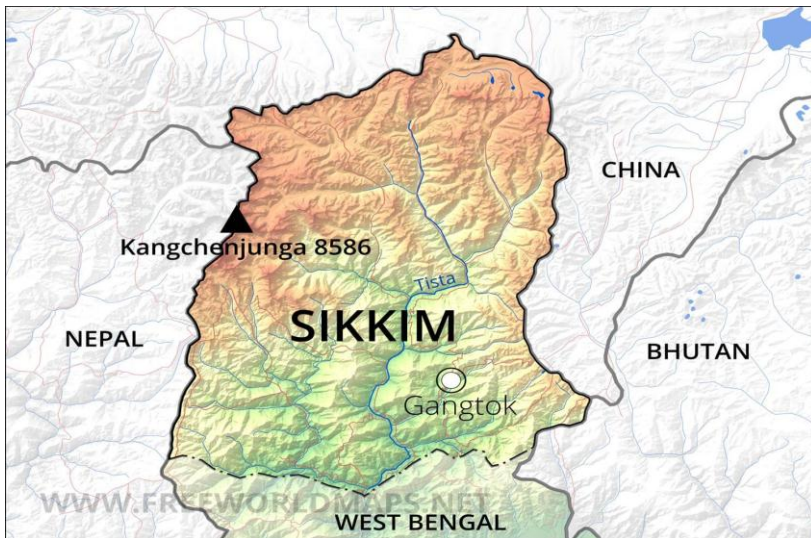 CHINA
Kangchenjunga 8586
Tista
SIKKIM
NEPAL
BHUTAN
Gangtok
WWW.FREEWORLDMAPS.NET
WEST BENGAL